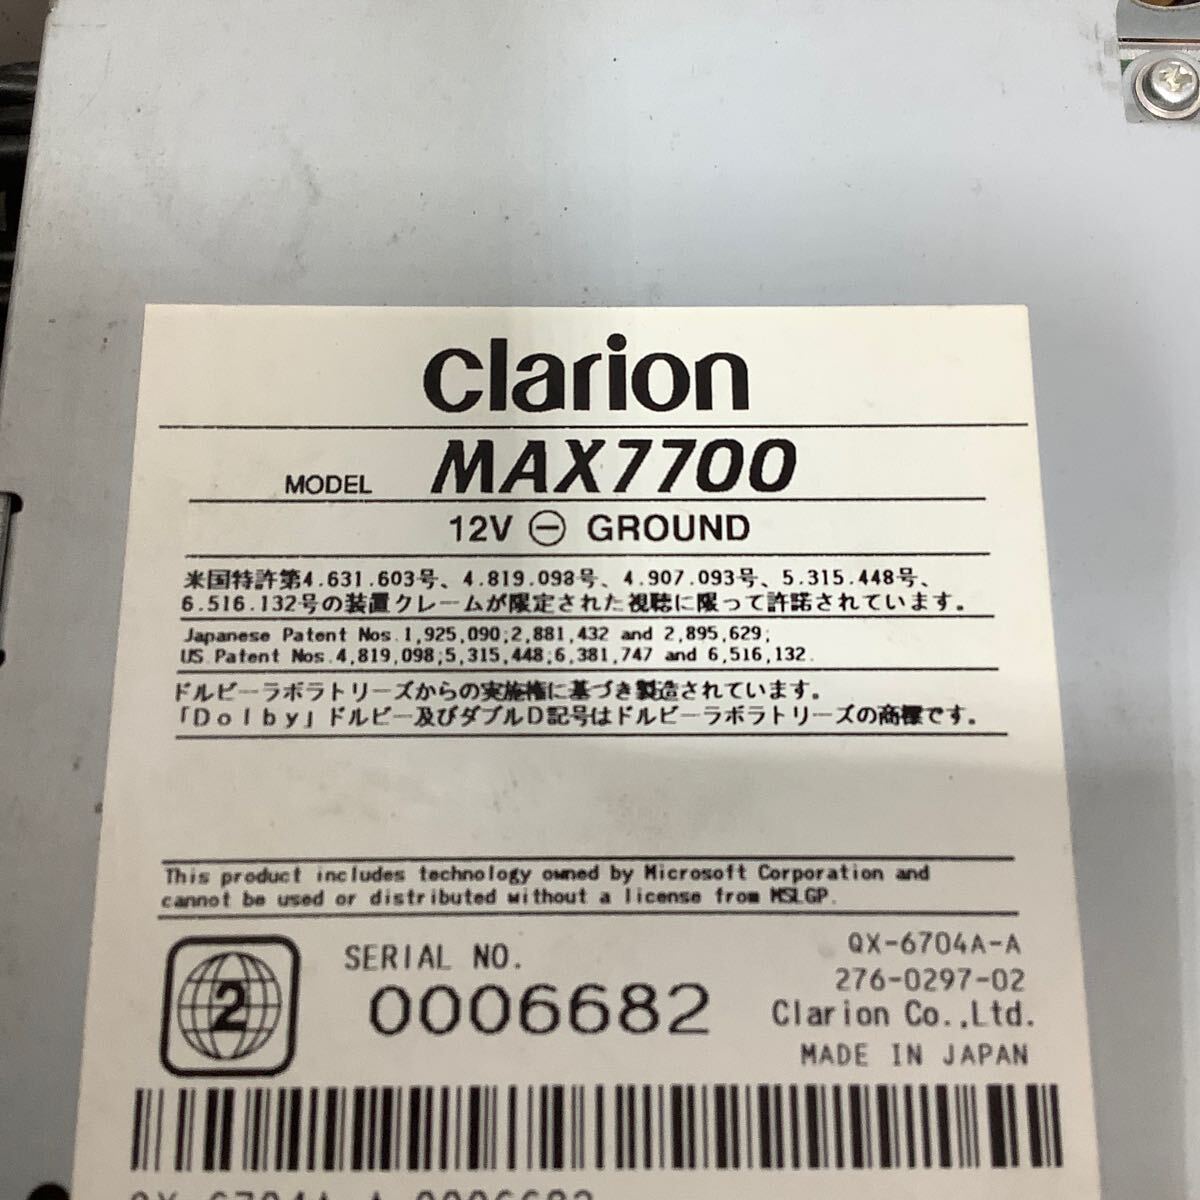 clarion
MODEL MAX7700
12V ⊖ GROUND
米国特許第4.631.603号、4.819.098号、4.907.093号、5.315.448号、
6.516.132号の装置クレームが限定された視聴に限って許諾されています。
Japanese Patent Nos.1,925,090;2,881,432 and 2,895,629;
US Patent Nos.4,819,098;5,315,448;6,381,747 and 6,516,132.
ドルビーラボラトリーズからの実施権に基づき製造されています。
「Dolby」ドルビー及びダブルD記号はドルビーラボラトリーズの商標です。
This product includes technology owned by Microsoft Corporation and
cannot be used or distributed without a license from MSLGP.
2
SERIAL NO.
0006682
QX-6704A-A
276-0297-02
Clarion Co.,Ltd.
MADE IN JAPAN
QX-6704A-A 0006682